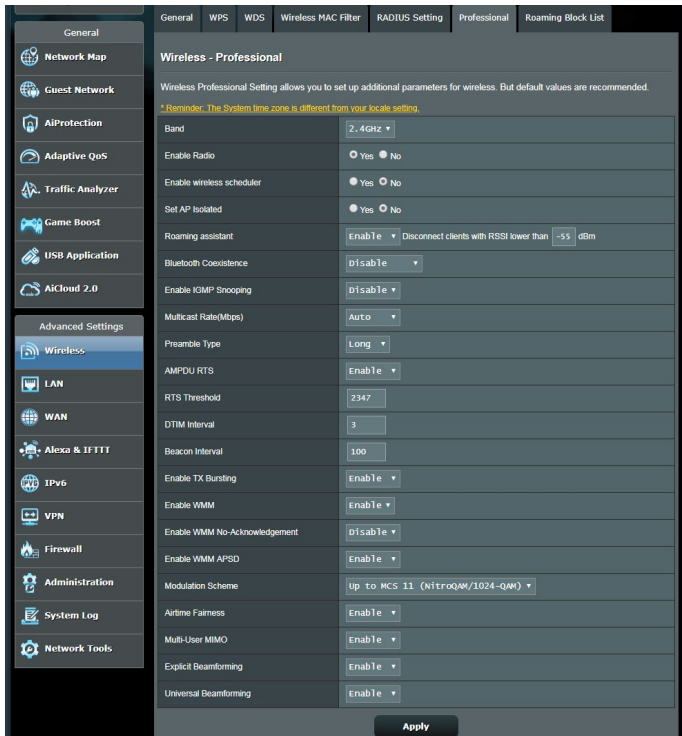 General WPS WDS Wireless MAC Filter RADIUS Setting Professional Roaming Block List
General
Network Map
Guest Network
AiProtection
Adaptive QoS
Traffic Analyzer
Game Boost
USB Application
AiCloud 2.0
Advanced Settings
Wireless
LAN
WAN
Alexa & IFTTT
IPv6
VPN
Firewall
Administration
System Log
Network Tools
Wireless - Professional
Wireless Professional Setting allows you to set up additional parameters for wireless. But default values are recommended.
* Reminder: The System time zone is different from your locale setting.
Band 2.4GHz
Enable Radio Yes No
Enable wireless scheduler Yes No
Set AP Isolated Yes No
Roaming assistant Enable Disconnect clients with RSSI lower than -55 dBm
Bluetooth Coexistence Disable
Enable IGMP Snooping Disable
Multicast Rate(Mbps) Auto
Preamble Type Long
AMPDU RTS Enable
RTS Threshold 2347
DTIM Interval 3
Beacon Interval 100
Enable TX Bursting Enable
Enable WMM Enable
Enable WMM No-Acknowledgement Disable
Enable WMM APSD Enable
Modulation Scheme Up to MCS 11 (NitroQAM/1024-QAM)
Airtime Fairness Enable
Multi-User MIMO Enable
Explicit Beamforming Enable
Universal Beamforming Enable
Apply